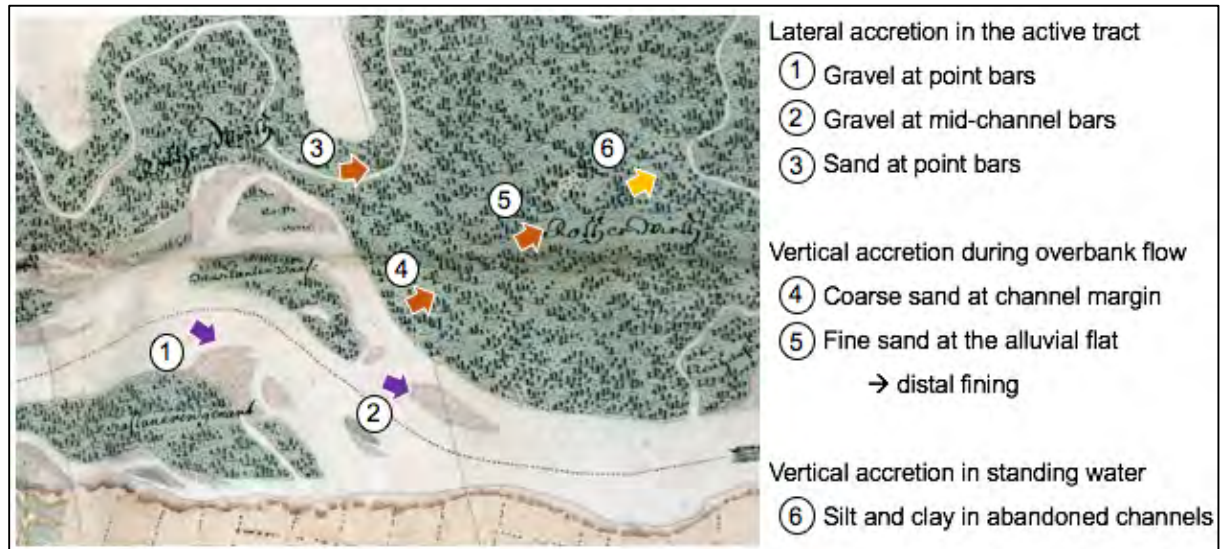 Lateral accretion in the active tract
1 Gravel at point bars
2 Gravel at mid-channel bars
3 Sand at point bars
Vertical accretion during overbank flow
4 Coarse sand at channel margin
5 Fine sand at the alluvial flat
→ distal fining
Vertical accretion in standing water
6 Silt and clay in abandoned channels
3
6
5
4
1
2